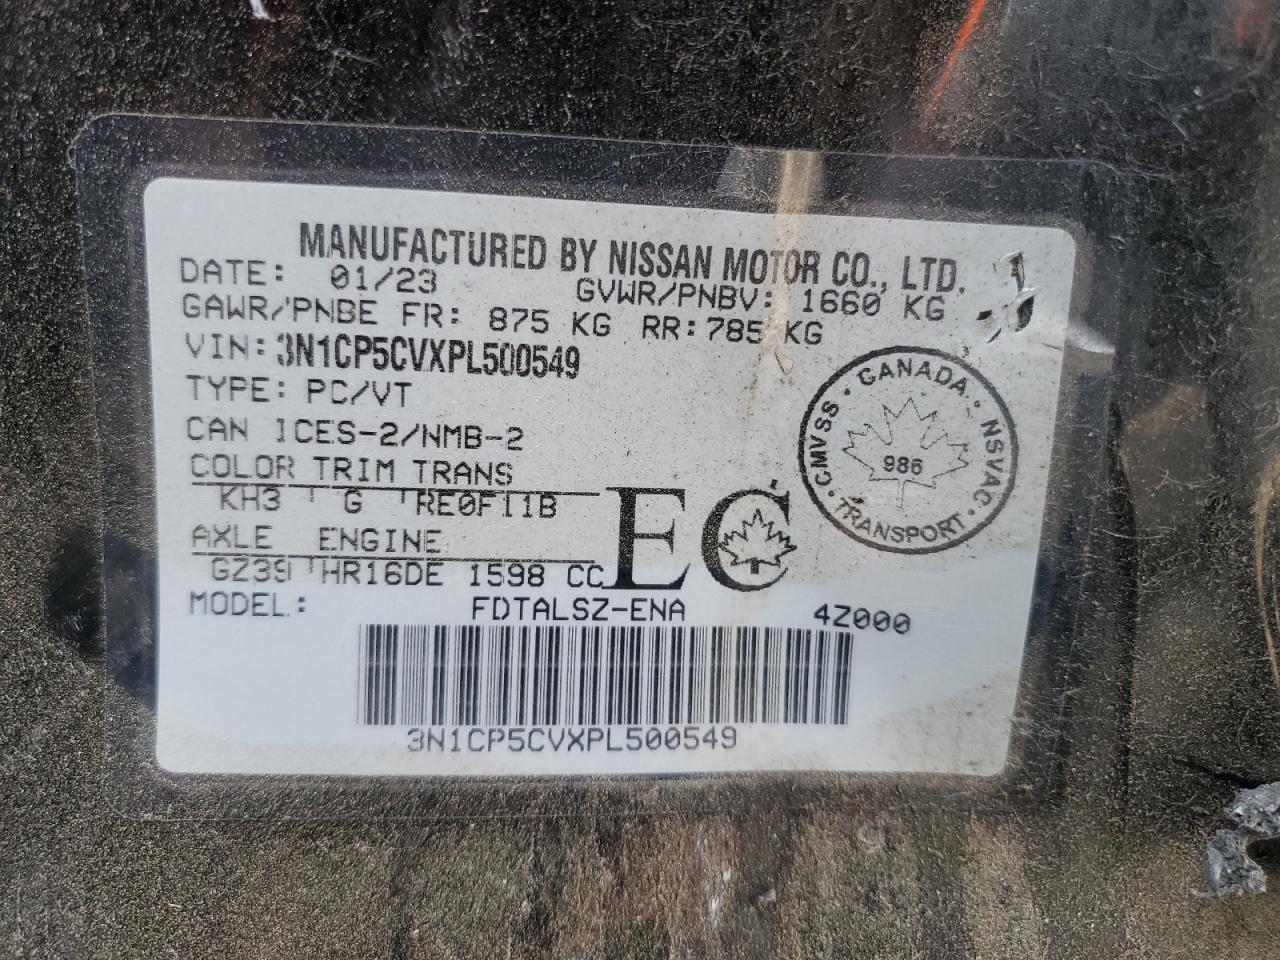 MANUFACTURED BY NISSAN MOTOR CO., LTD.
DATE: 01/23 GVWR/PNBV: 1660 KG
GAWR/PNBE FR: 875 KG RR: 785 KG
VIN: 3N1CP5CVXPL500549
TYPE: PC/VT
CAN ICES-2/NMB-2
COLOR TRIM TRANS
KH3 G RE0F11B
AXLE ENGINE
GZ39 HR16DE 1598 CC
EC
CANADA · NSVAC · TRANSPORT · CMVSS ·
986
MODEL: FDTALSZ-ENA 4Z000
3N1CP5CVXPL500549